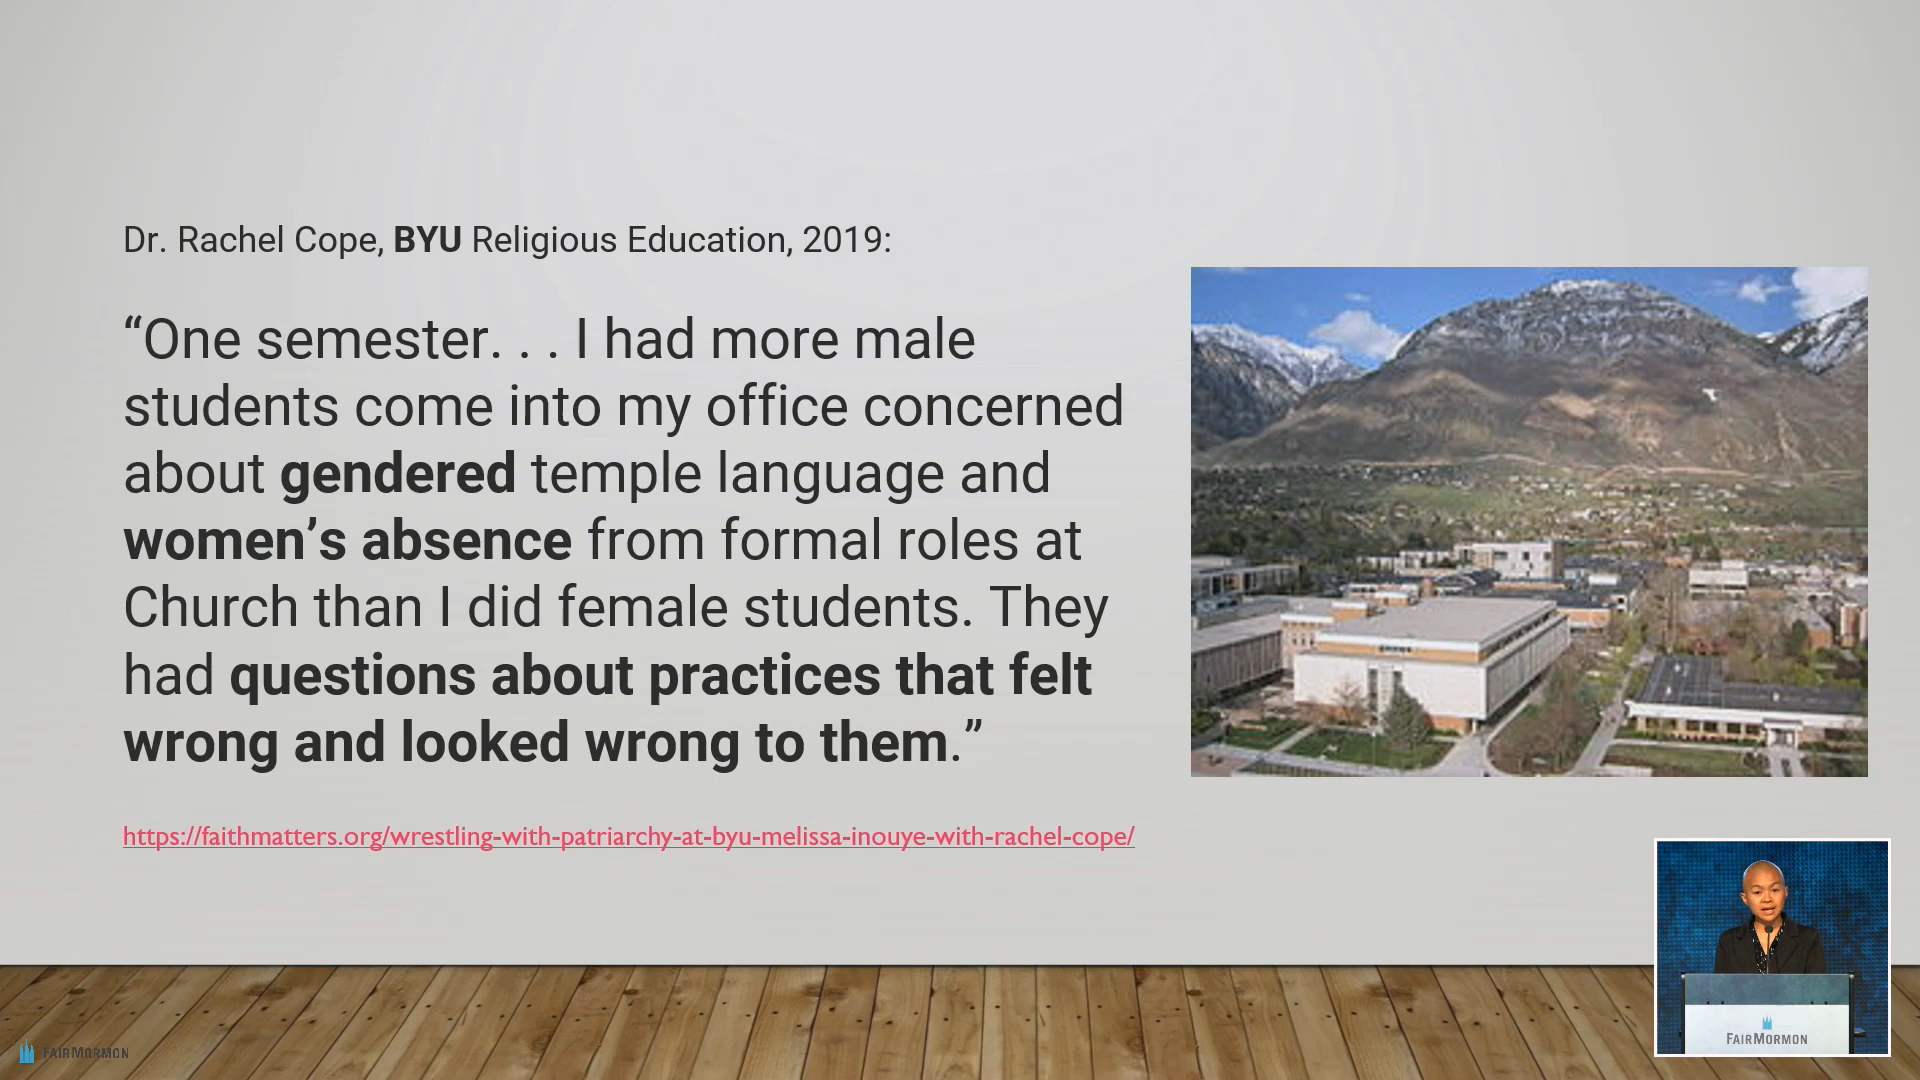 Dr. Rachel Cope, BYU Religious Education, 2019:
“One semester. . . I had more male
students come into my office concerned
about gendered temple language and
women’s absence from formal roles at
Church than I did female students. They
had questions about practices that felt
wrong and looked wrong to them.”
https://faithmatters.org/wrestling-with-patriarchy-at-byu-melissa-inouye-with-rachel-cope/
FAIRMORMON
FAIRMORMON